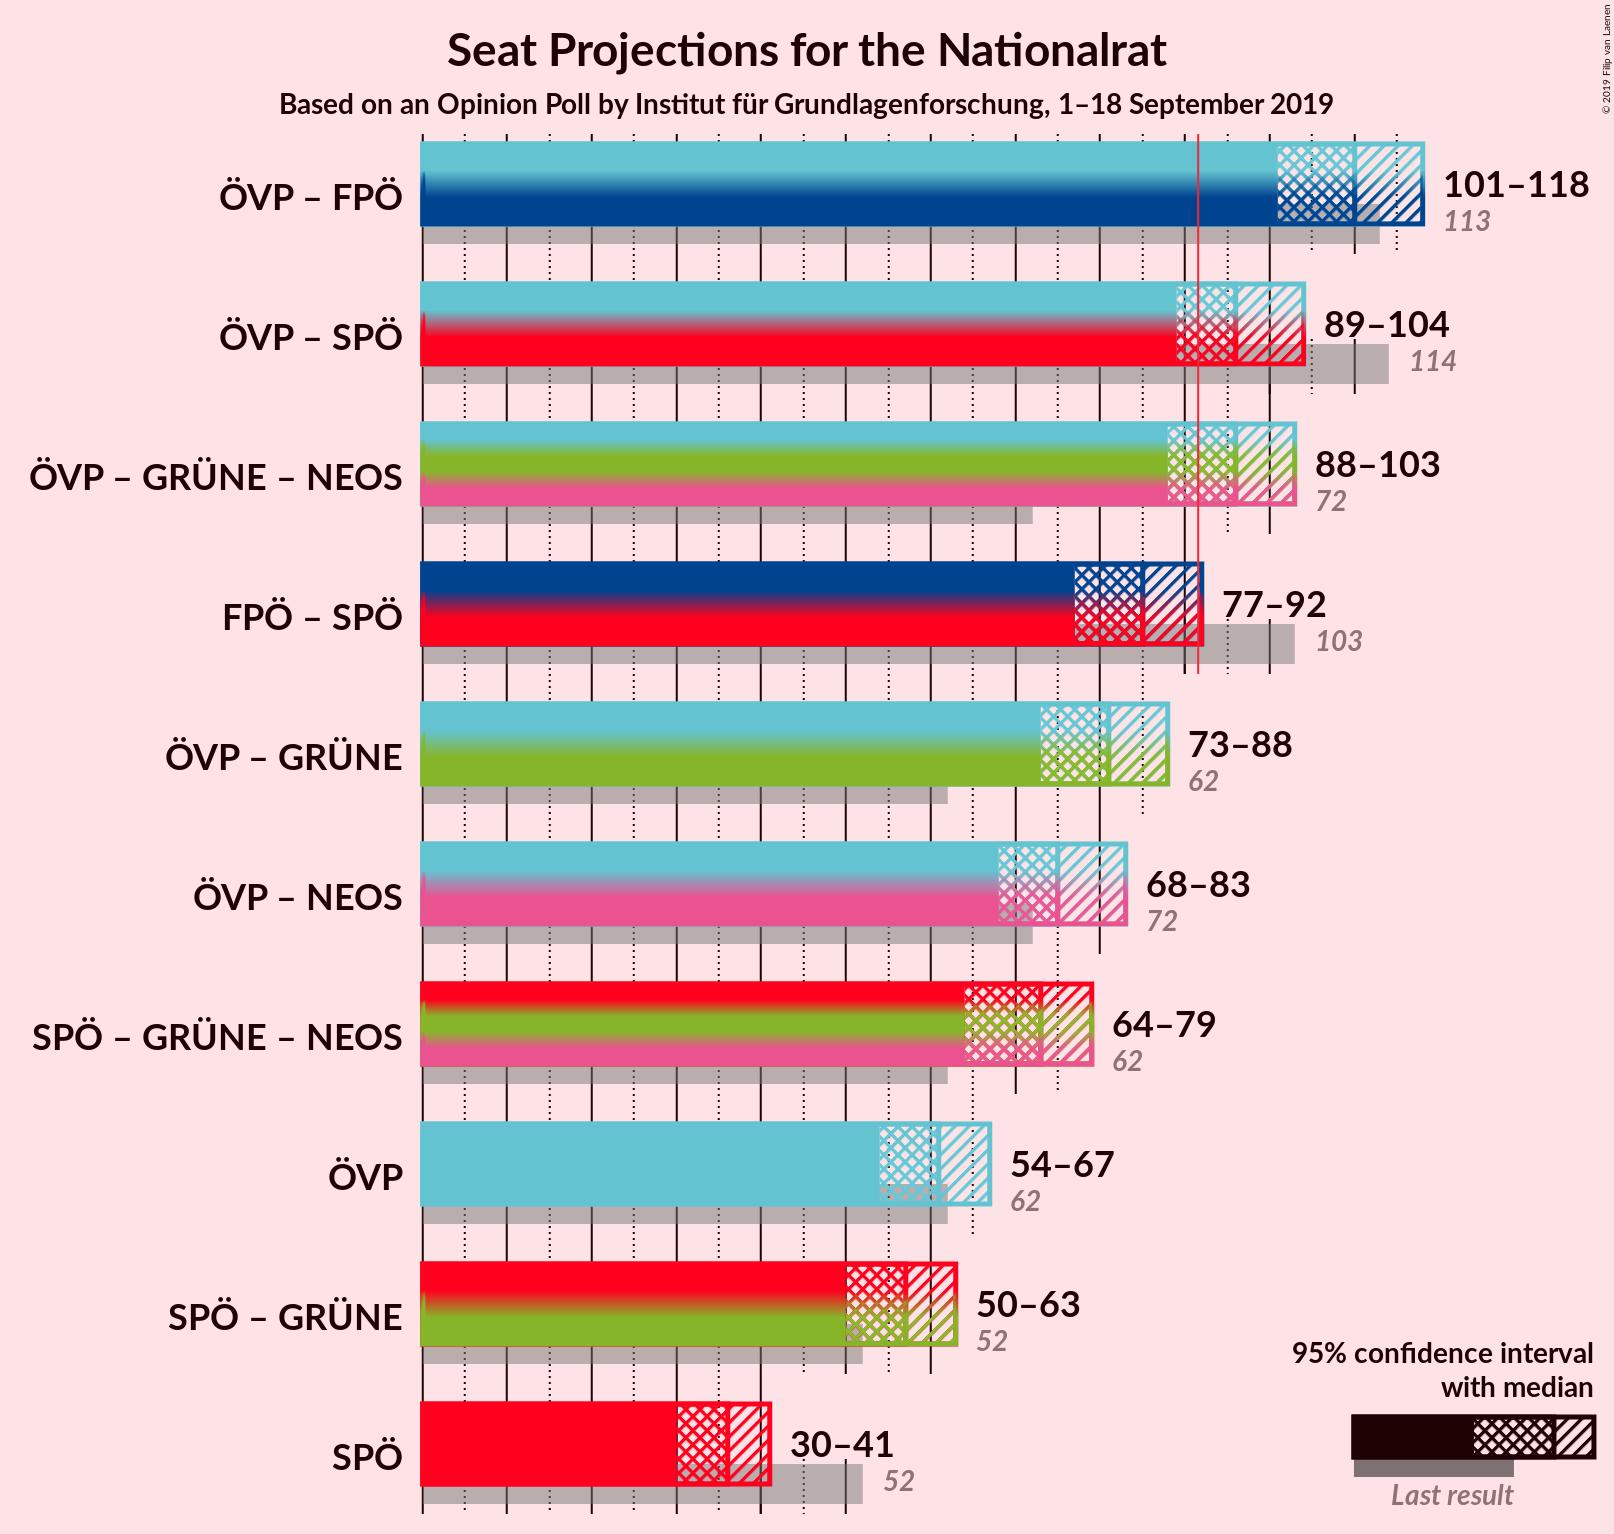 Seat Projections for the Nationalrat
Based on an Opinion Poll by Institut für Grundlagenforschung, 1–18 September 2019
© 2019 Filip van Laenen
ÖVP – FPÖ
101–118
113
ÖVP – SPÖ
89–104
114
ÖVP – GRÜNE – NEOS
88–103
72
FPÖ – SPÖ
77–92
103
ÖVP – GRÜNE
73–88
62
ÖVP – NEOS
68–83
72
SPÖ – GRÜNE – NEOS
64–79
62
ÖVP
54–67
62
SPÖ – GRÜNE
50–63
52
SPÖ
30–41
52
95% confidence interval
with median
Last result